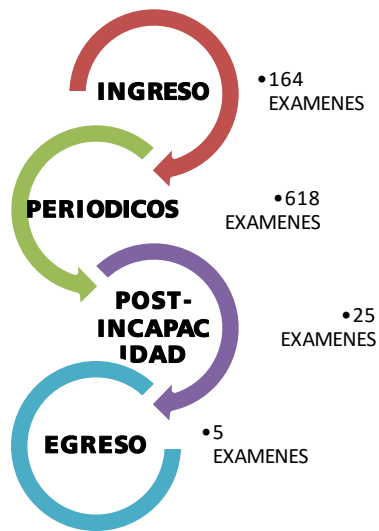 INGRESO
•164
EXAMENES
PERIODICOS
•618
EXAMENES
POST-
INCAPAC
IDAD
•25
EXAMENES
EGRESO
•5
EXAMENES